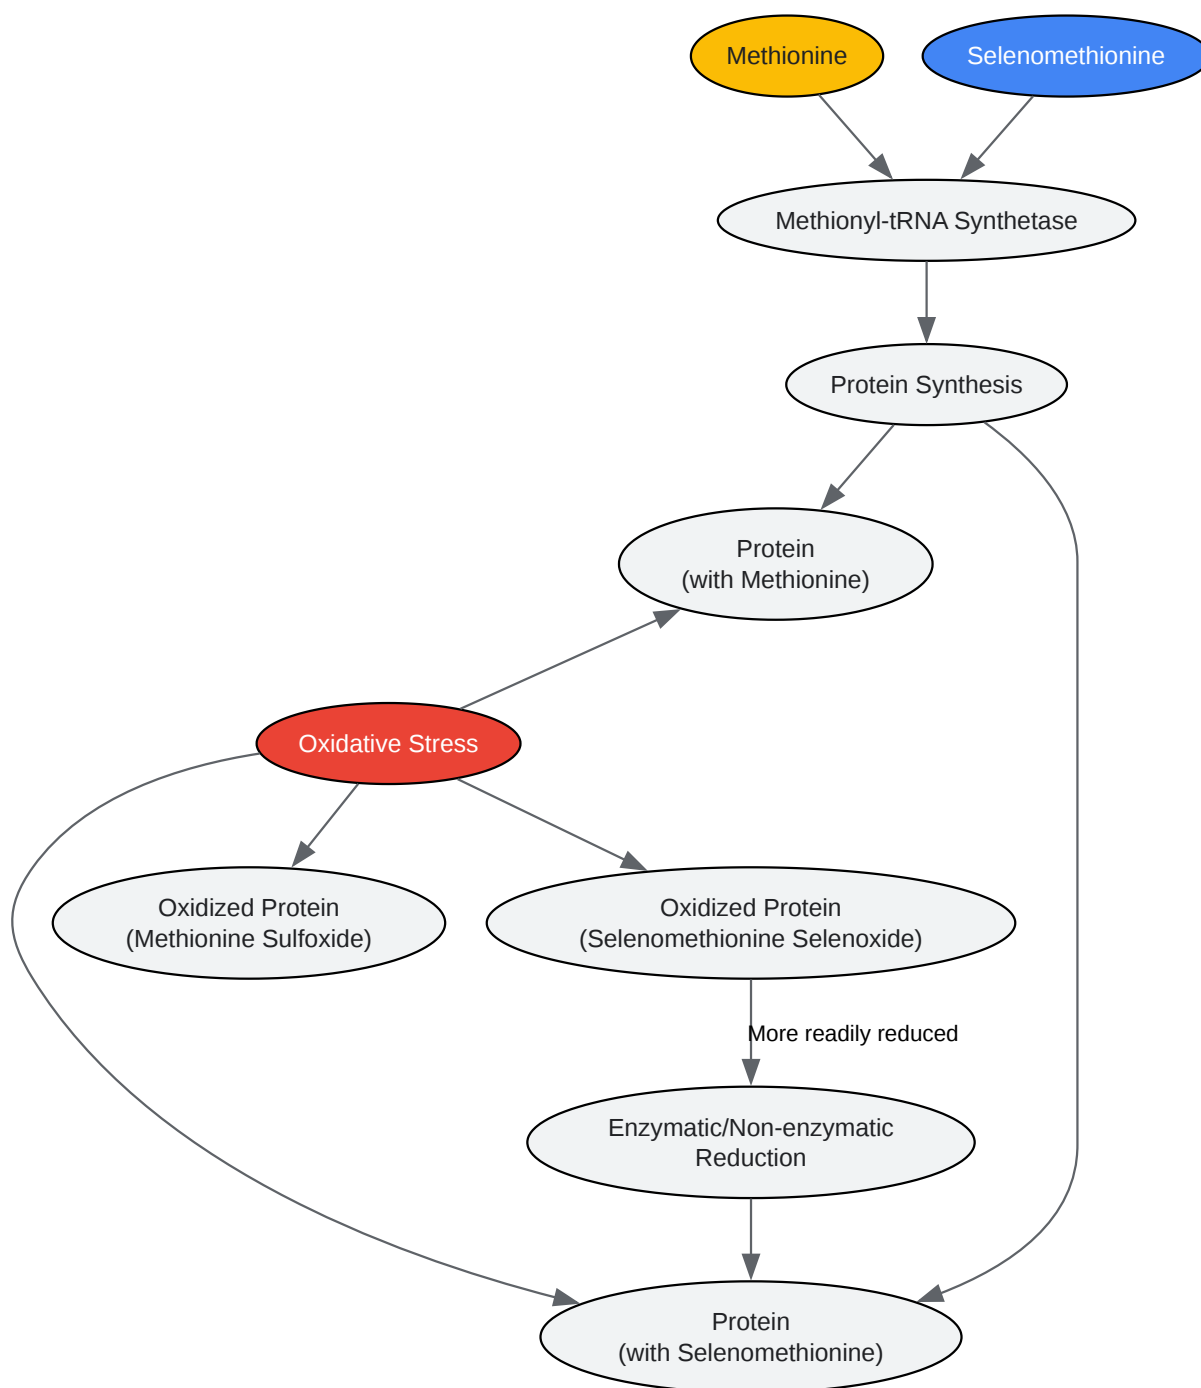 Methionine
Selenomethionine
Methionyl-tRNA Synthetase
Protein Synthesis
Protein
(with Methionine)
Oxidative Stress
Oxidized Protein
(Methionine Sulfoxide)
Oxidized Protein
(Selenomethionine Selenoxide)
More readily reduced
Enzymatic/Non-enzymatic
Reduction
Protein
(with Selenomethionine)